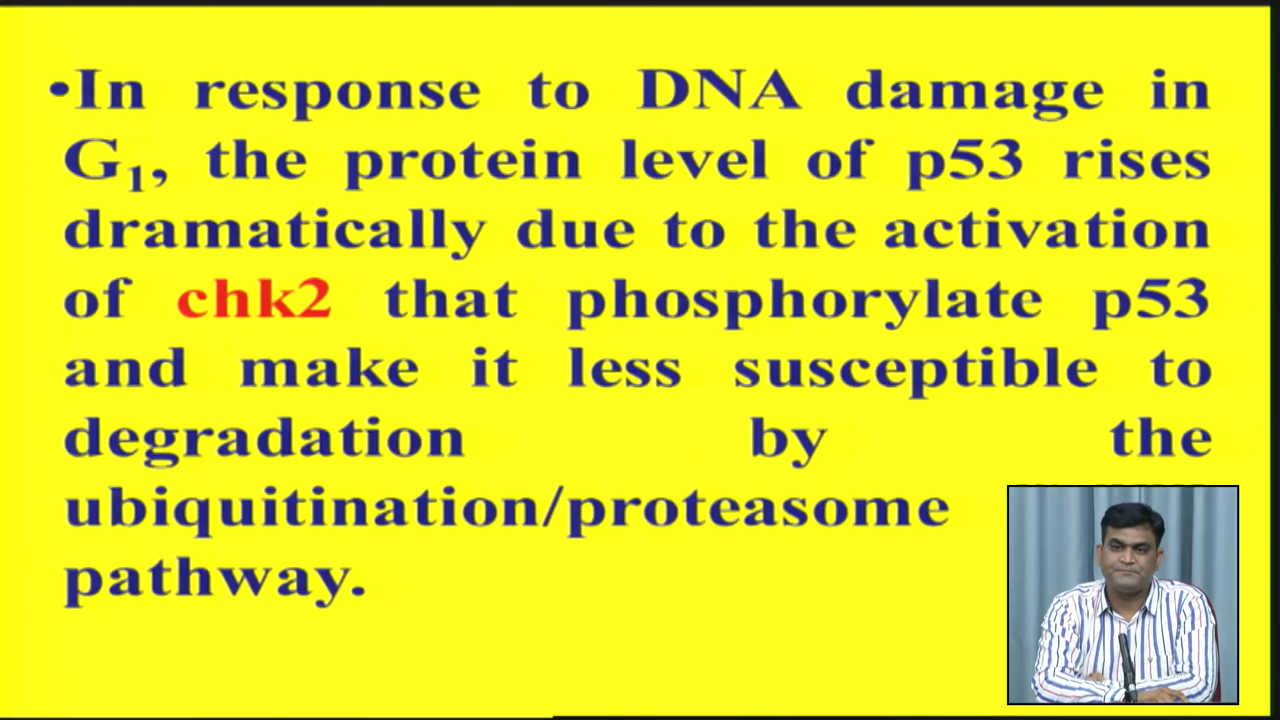 •In response to DNA damage in
G₁, the protein level of p53 rises
dramatically due to the activation
of chk2 that phosphorylate p53
and make it less susceptible to
degradation by the
ubiquitination/proteasome
pathway.